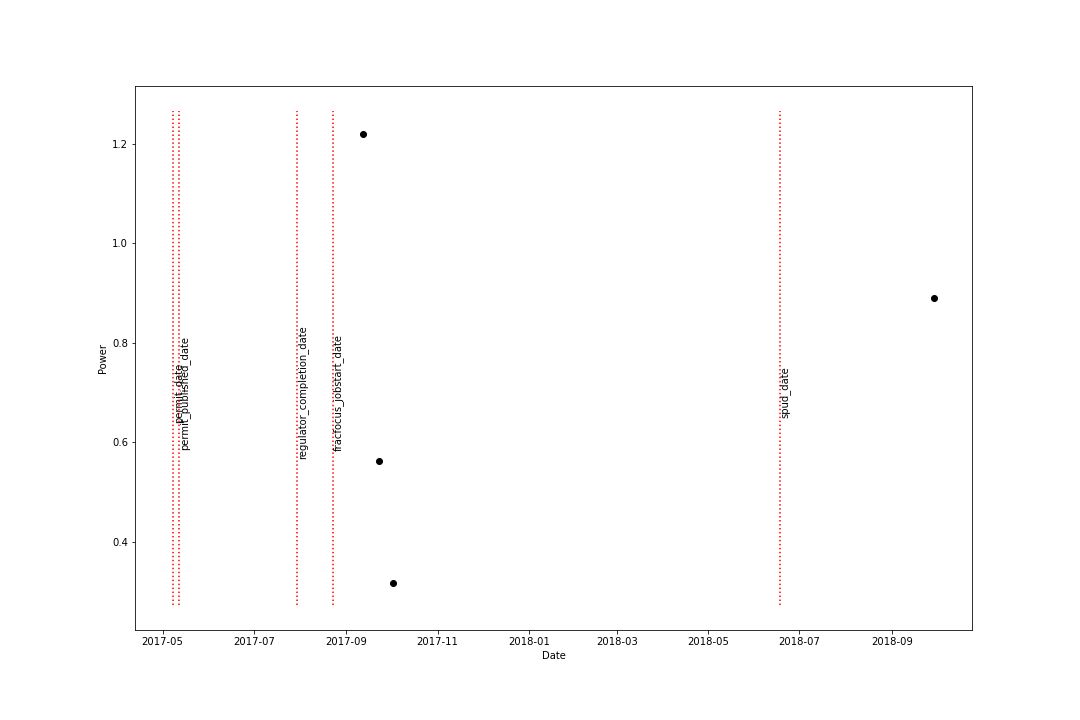 1.2
1.0
0.8
0.6
0.4
Power
permit_date
permit_published_date
regulator_completion_date
fracfocus_jobstart_date
spud_date
2017-05
2017-07
2017-09
2017-11
2018-01
2018-03
2018-05
2018-07
2018-09
Date